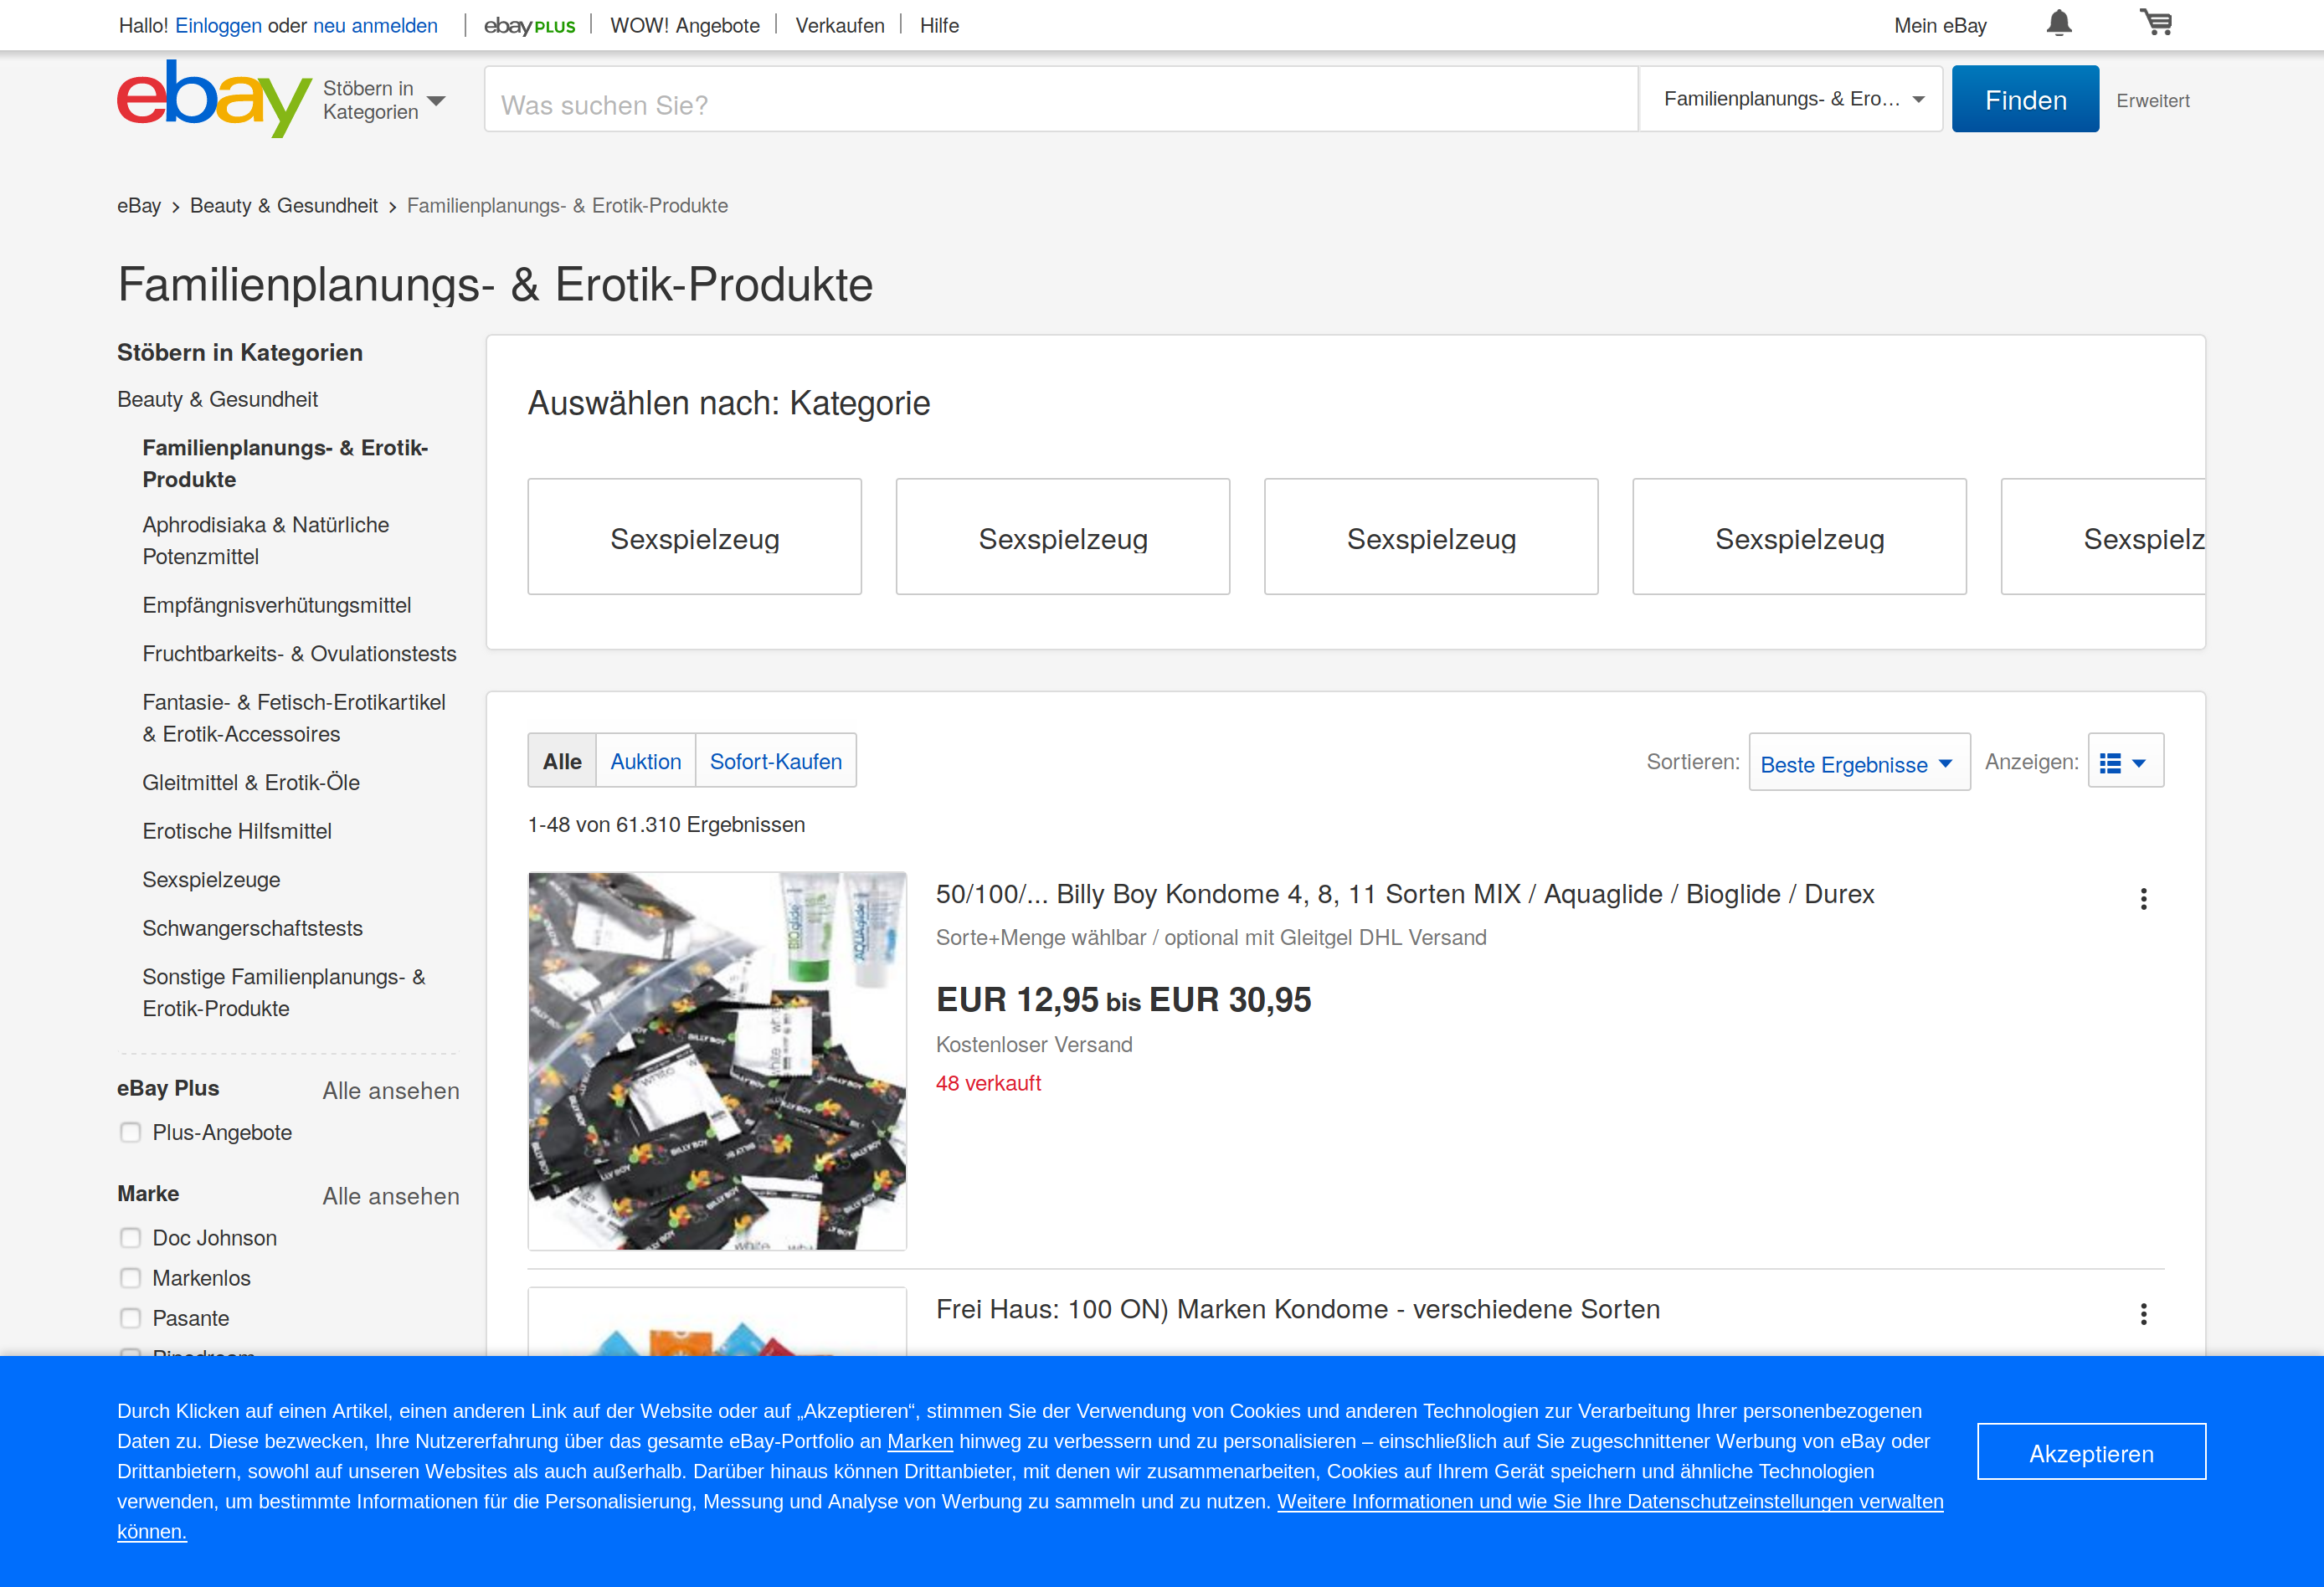 Hallo! Einloggen oder neu anmelden
ebay PLUS
WOW! Angebote
Verkaufen
Hilfe
Mein eBay
ebay
Stöbern in
Kategorien
Was suchen Sie?
Familienplanungs- & Ero...
Finden
Erweitert
eBay > Beauty & Gesundheit > Familienplanungs- & Erotik-Produkte
Familienplanungs- & Erotik-Produkte
Stöbern in Kategorien
Beauty & Gesundheit
Familienplanungs- & Erotik-
Produkte
Aphrodisiaka & Natürliche
Potenzmittel
Empfängnisverhütungsmittel
Fruchtbarkeits- & Ovulationstests
Fantasie- & Fetisch-Erotikartikel
& Erotik-Accessoires
Gleitmittel & Erotik-Öle
Erotische Hilfsmittel
Sexspielzeuge
Schwangerschaftstests
Sonstige Familienplanungs- &
Erotik-Produkte
eBay Plus
Alle ansehen
Plus-Angebote
Marke
Alle ansehen
Doc Johnson
Markenlos
Pasante
Auswählen nach: Kategorie
Sexspielzeug
Sexspielzeug
Sexspielzeug
Sexspielzeug
Sexspielz
Alle
Auktion
Sofort-Kaufen
Sortieren:
Beste Ergebnisse
Anzeigen:
1-48 von 61.310 Ergebnissen
BIOglide
AQUAglide
BILLY BOY
white
50/100/... Billy Boy Kondome 4, 8, 11 Sorten MIX / Aquaglide / Bioglide / Durex
Sorte+Menge wählbar / optional mit Gleitgel DHL Versand
EUR 12,95 bis EUR 30,95
Kostenloser Versand
48 verkauft
Frei Haus: 100 ON) Marken Kondome - verschiedene Sorten
Durch Klicken auf einen Artikel, einen anderen Link auf der Website oder auf „Akzeptieren“, stimmen Sie der Verwendung von Cookies und anderen Technologien zur Verarbeitung Ihrer personenbezogenen
Daten zu. Diese bezwecken, Ihre Nutzererfahrung über das gesamte eBay-Portfolio an Marken hinweg zu verbessern und zu personalisieren – einschließlich auf Sie zugeschnittener Werbung von eBay oder
Drittanbietern, sowohl auf unseren Websites als auch außerhalb. Darüber hinaus können Drittanbieter, mit denen wir zusammenarbeiten, Cookies auf Ihrem Gerät speichern und ähnliche Technologien
verwenden, um bestimmte Informationen für die Personalisierung, Messung und Analyse von Werbung zu sammeln und zu nutzen. Weitere Informationen und wie Sie Ihre Datenschutzeinstellungen verwalten
können.
Akzeptieren